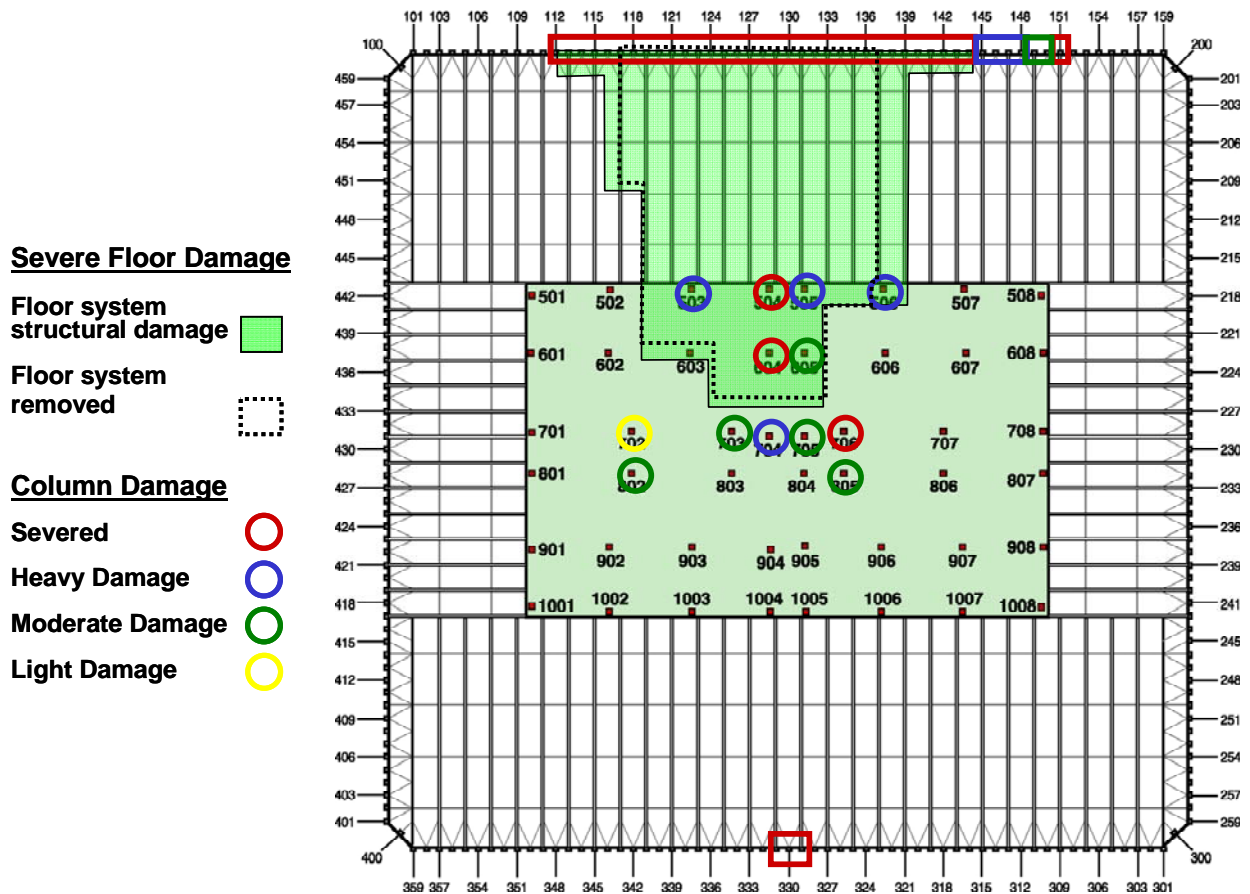 101 103 106 109 112 115 118 121 124 127 130 133 136 139 142 145 148 151 154 157 159
100
200
459
457
454
451
448
445
442
439
436
433
430
427
424
421
418
415
412
409
406
403
401
201
203
206
209
212
215
218
221
224
227
230
233
235
239
241
245
248
251
254
257
259
Severe Floor Damage
Floor system
structural damage
Floor system
removed
Column Damage
Severed
Heavy Damage
Moderate Damage
Light Damage
501 502 503 504 505 506 507 508
601 602 603 604 605 606 607 608
701 702 703 704 705 706 707 708
801 802 803 804 805 806 807
901 902 903 904 905 906 907 908
1001 1002 1003 1004 1005 1006 1007 1008
400
300
359 357 354 351 348 345 342 339 336 333 330 327 324 321 318 315 312 309 306 303 301